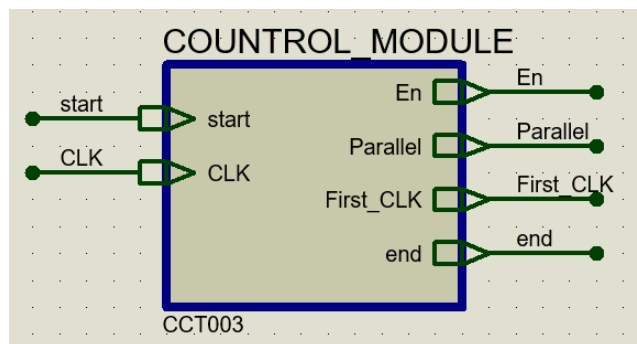 COUNTROL_MODULE
start
CLK
start
CLK
En
Parallel
First_CLK
end
En
Parallel
First_CLK
end
CCT003